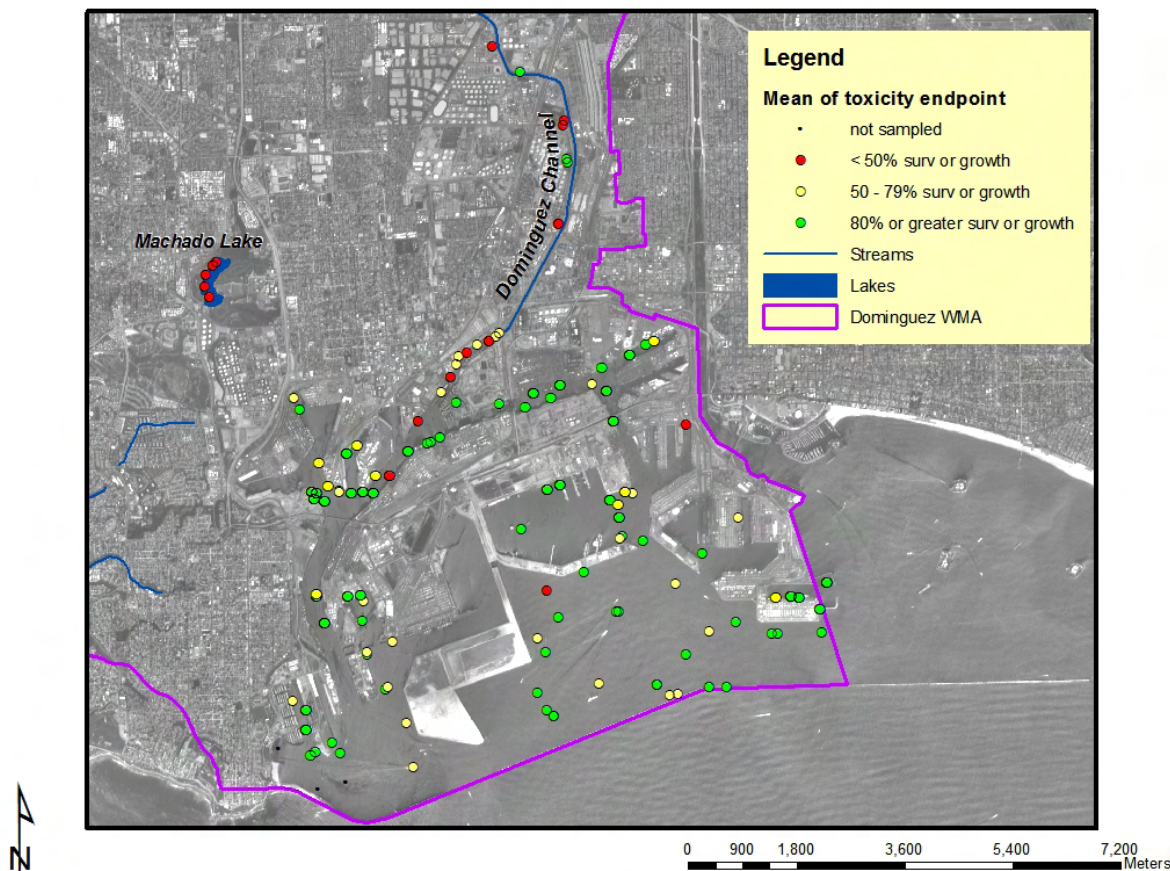 Legend
Mean of toxicity endpoint
not sampled
< 50% surv or growth
50 - 79% surv or growth
80% or greater surv or growth
Streams
Lakes
Dominguez WMA
Dominguez Channel
Machado Lake
N
0 900 1,800 3,600 5,400 7,200
Meters